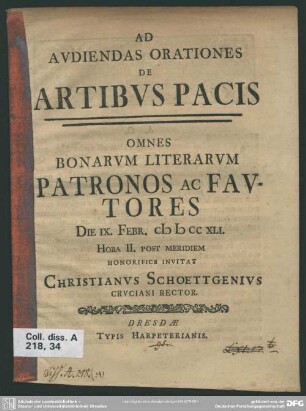 AD
AVDIENDAS ORATIONES
DE
ARTIBVS PACIS
OMNES
BONARVM LITERARVM
PATRONOS AC FAV-
TORES
DIE IX. FEBR. cIↃ IↃ CC XLI.
HORA II. POST MERIDIEM
HONORIFICE INVITAT
CHRISTIANVS SCHOETTGENIVS
CRVCIANI RECTOR.
DRESDÆ
TYPIS HARPETERIANIS.
Coll. diss. A
218, 34